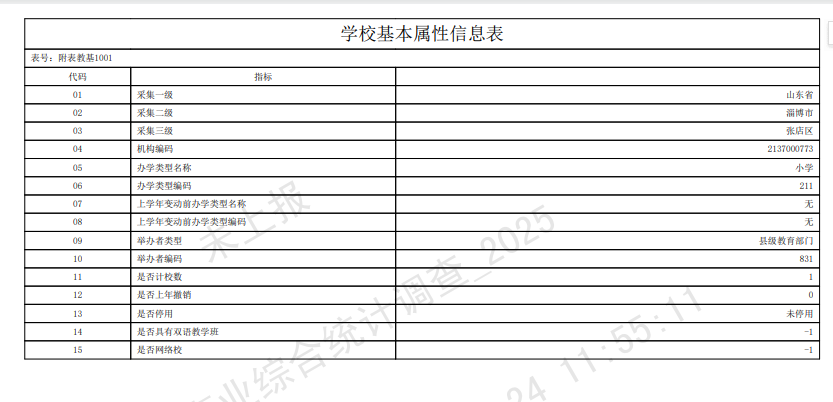 学校基本属性信息表
表号：附表教基1001
代码 指标
01 采集一级 山东省
02 采集二级 淄博市
03 采集三级 张店区
04 机构编码 2137000773
05 办学类型名称 小学
06 办学类型编码 211
07 上学年变动前办学类型名称 无
08 上学年变动前办学类型编码 无
09 举办者类型 县级教育部门
10 举办者编码 831
11 是否计校数 1
12 是否上年撤销 0
13 是否停用 未停用
14 是否具有双语教学班 -1
15 是否网络校 -1
未上报
业综合统计调查_2025
24 11:55:11